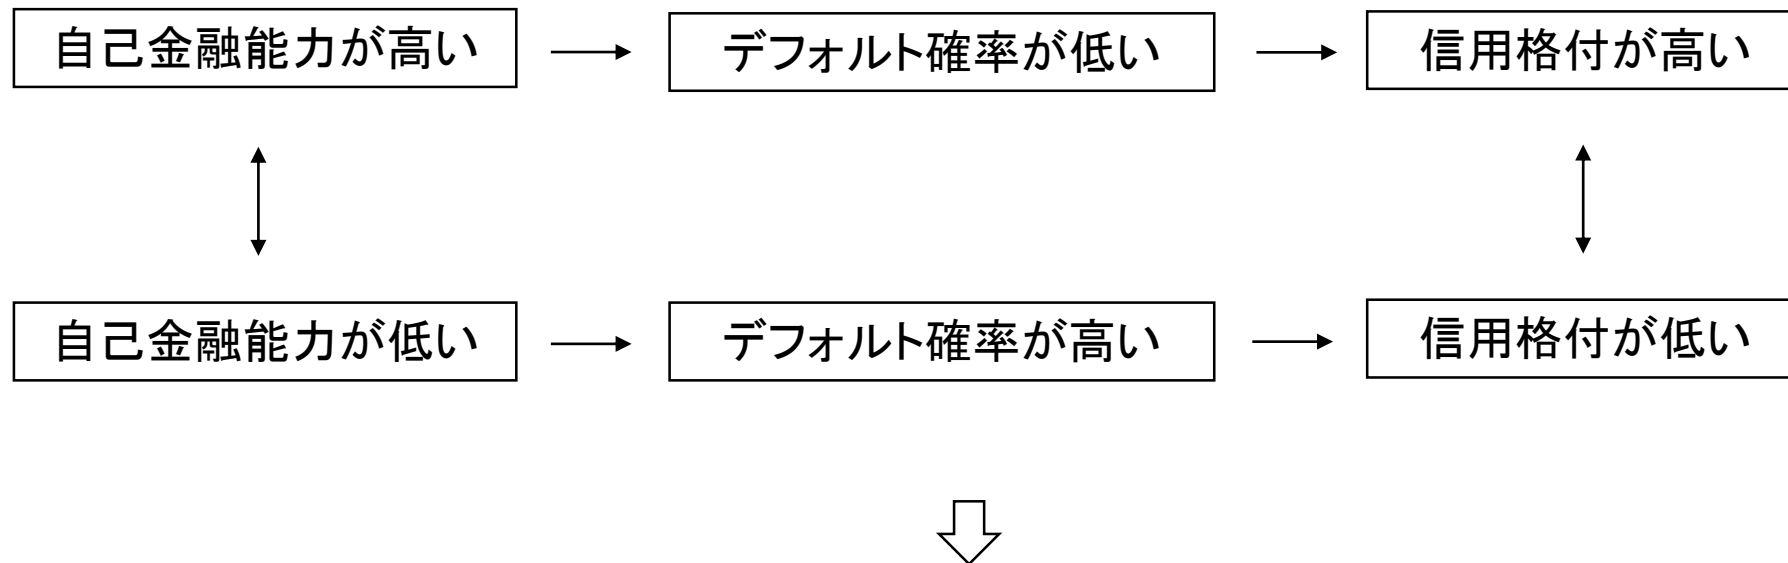 自己金融能力が高い
デフォルト確率が低い
信用格付が高い
自己金融能力が低い
デフォルト確率が高い
信用格付が低い